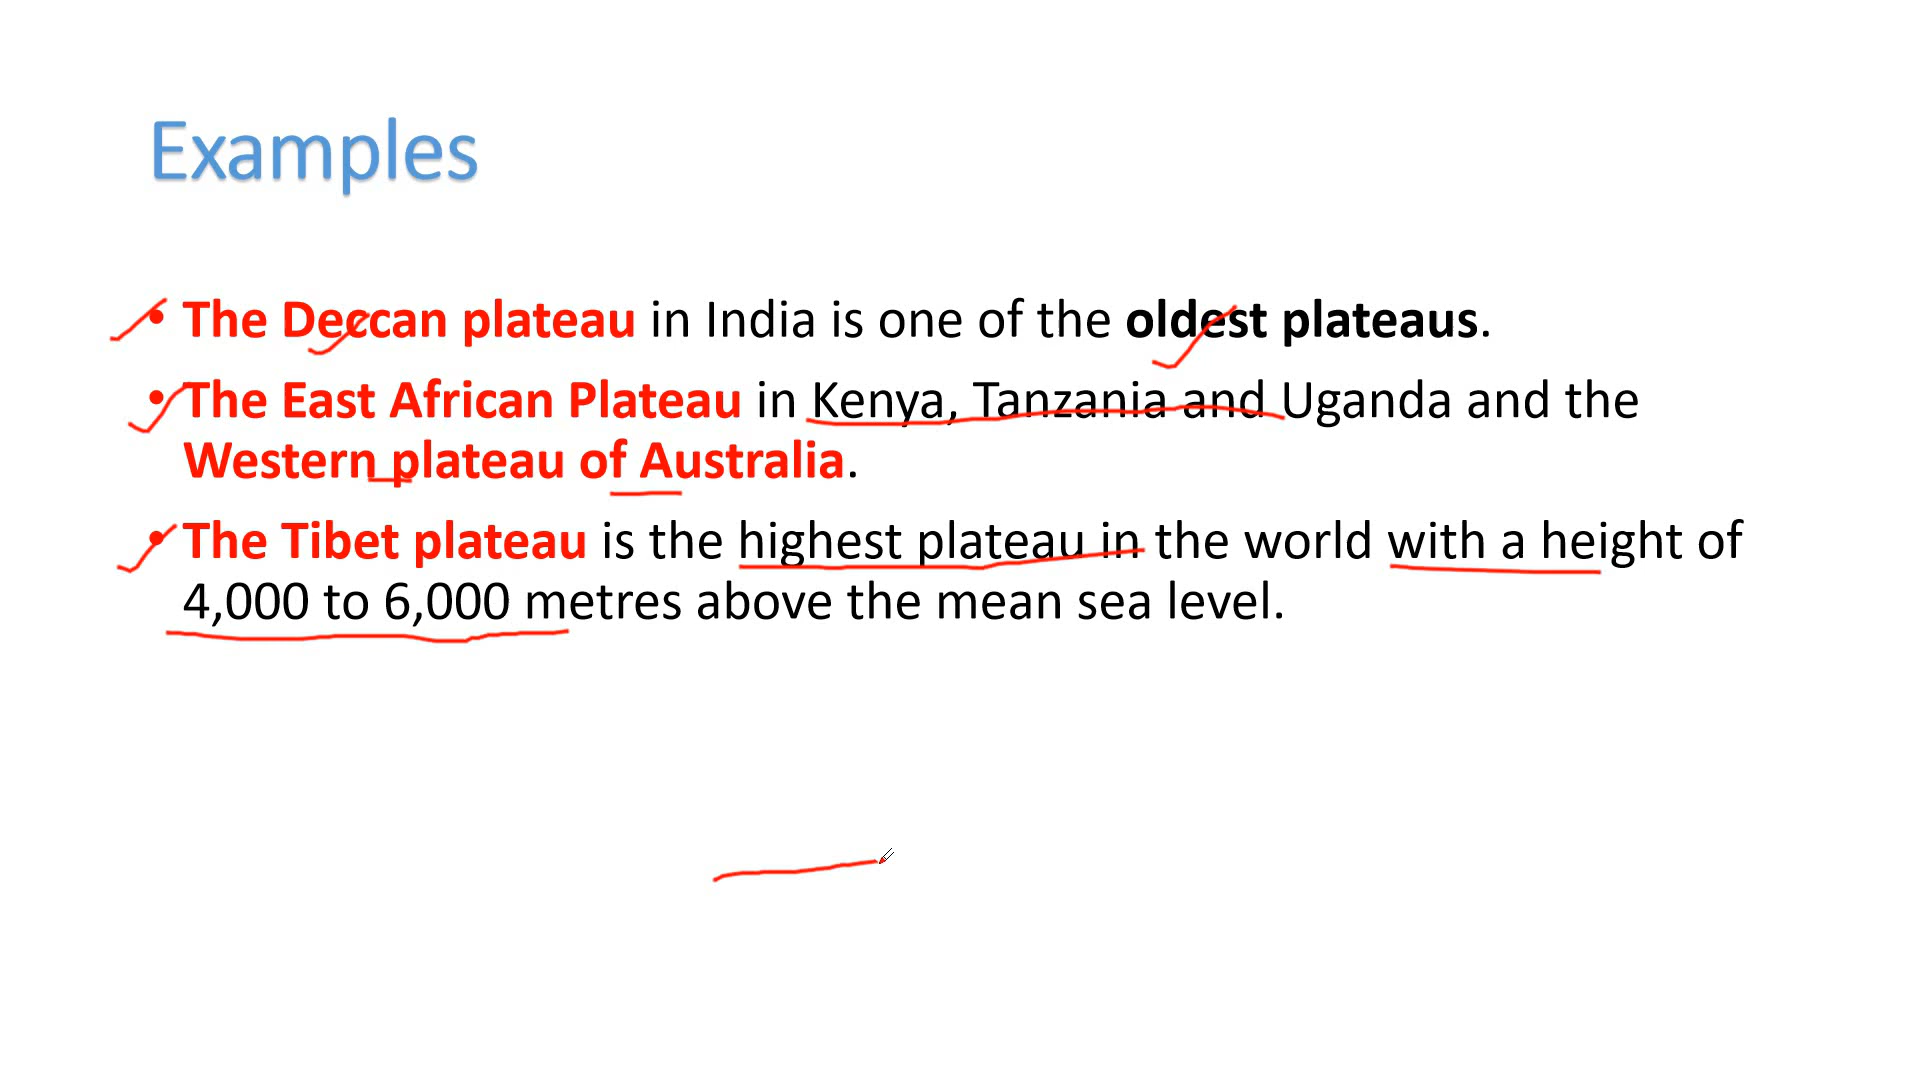 Examples
• The Deccan plateau in India is one of the oldest plateaus.
• The East African Plateau in Kenya, Tanzania and Uganda and the
Western plateau of Australia.
• The Tibet plateau is the highest plateau in the world with a height of
4,000 to 6,000 metres above the mean sea level.